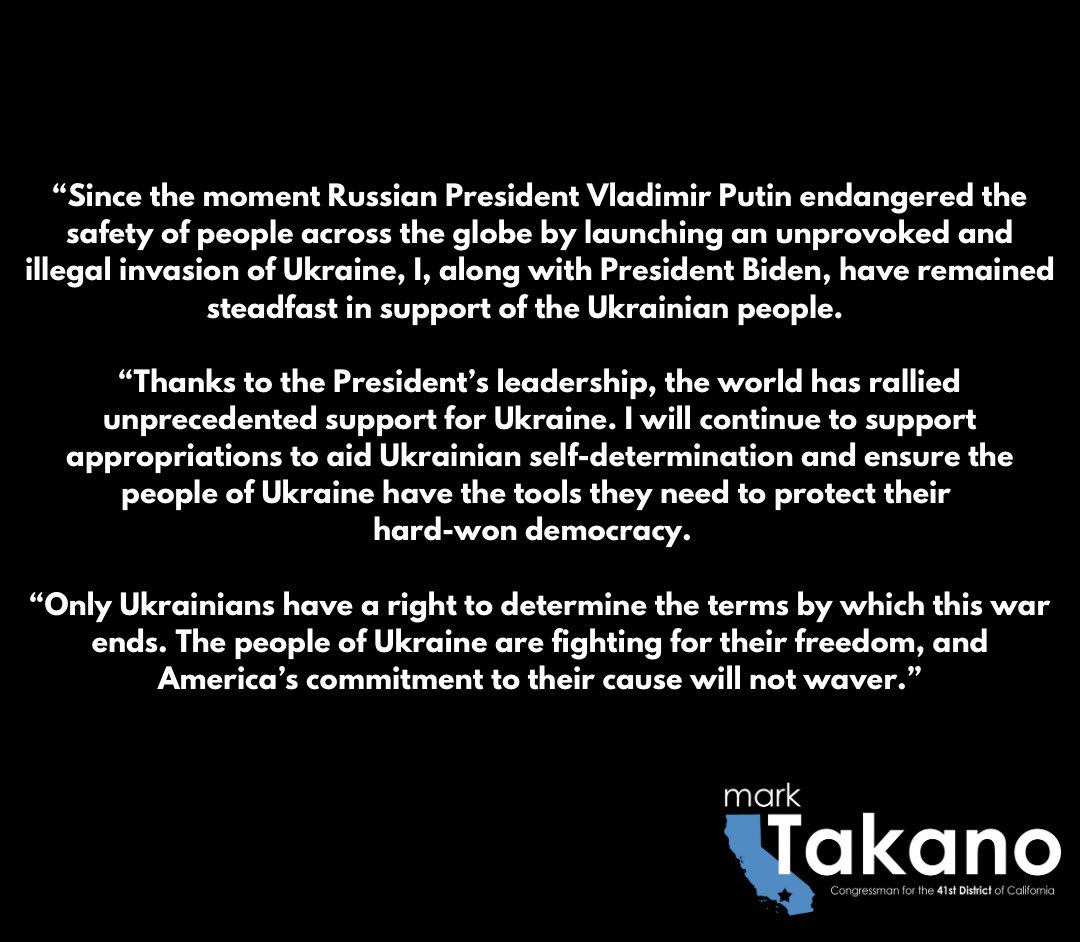 “Since the moment Russian President Vladimir Putin endangered the
safety of people across the globe by launching an unprovoked and
illegal invasion of Ukraine, I, along with President Biden, have remained
steadfast in support of the Ukrainian people.
“Thanks to the President’s leadership, the world has rallied
unprecedented support for Ukraine. I will continue to support
appropriations to aid Ukrainian self-determination and ensure the
people of Ukraine have the tools they need to protect their
hard-won democracy.
“Only Ukrainians have a right to determine the terms by which this war
ends. The people of Ukraine are fighting for their freedom, and
America’s commitment to their cause will not waver.”
mark
Takano
Congressman for the 41st District of California